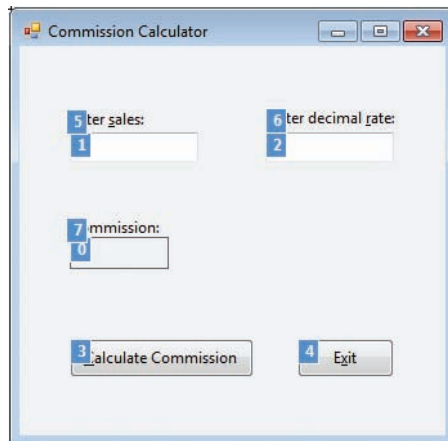 Commission Calculator
5 ter sales: 6 ter decimal rate:
1 2
7 mmission:
0
3 alculate Commission 4 Exit